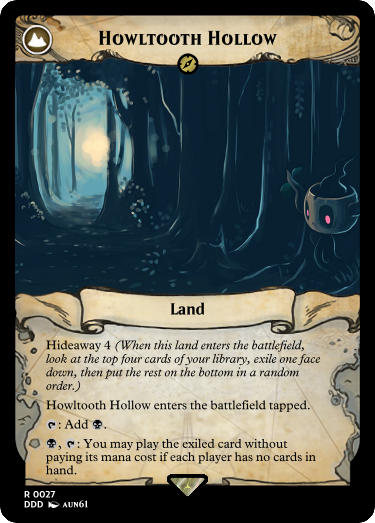 Howltooth Hollow
Land
Hideaway 4 (When this land enters the battlefield,
look at the top four cards of your library, exile one face
down, then put the rest on the bottom in a random
order.)
Howltooth Hollow enters the battlefield tapped.
: Add .
, : You may play the exiled card without
paying its mana cost if each player has no cards in
hand.
R 0027
DDD AUN61